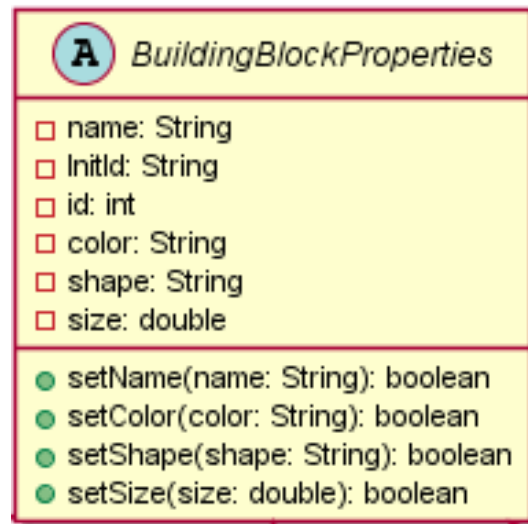 A BuildingBlockProperties
name: String
InitId: String
id: int
color: String
shape: String
size: double
setName(name: String): boolean
setColor(color: String): boolean
setShape(shape: String): boolean
setSize(size: double): boolean